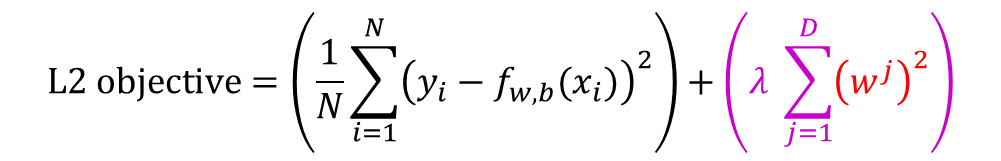 L2 objective = ( 1/N ∑_{i=1}^{N} (y_i − f_{w,b}(x_i))^2 ) + ( λ ∑_{j=1}^{D} (w^j)^2 )